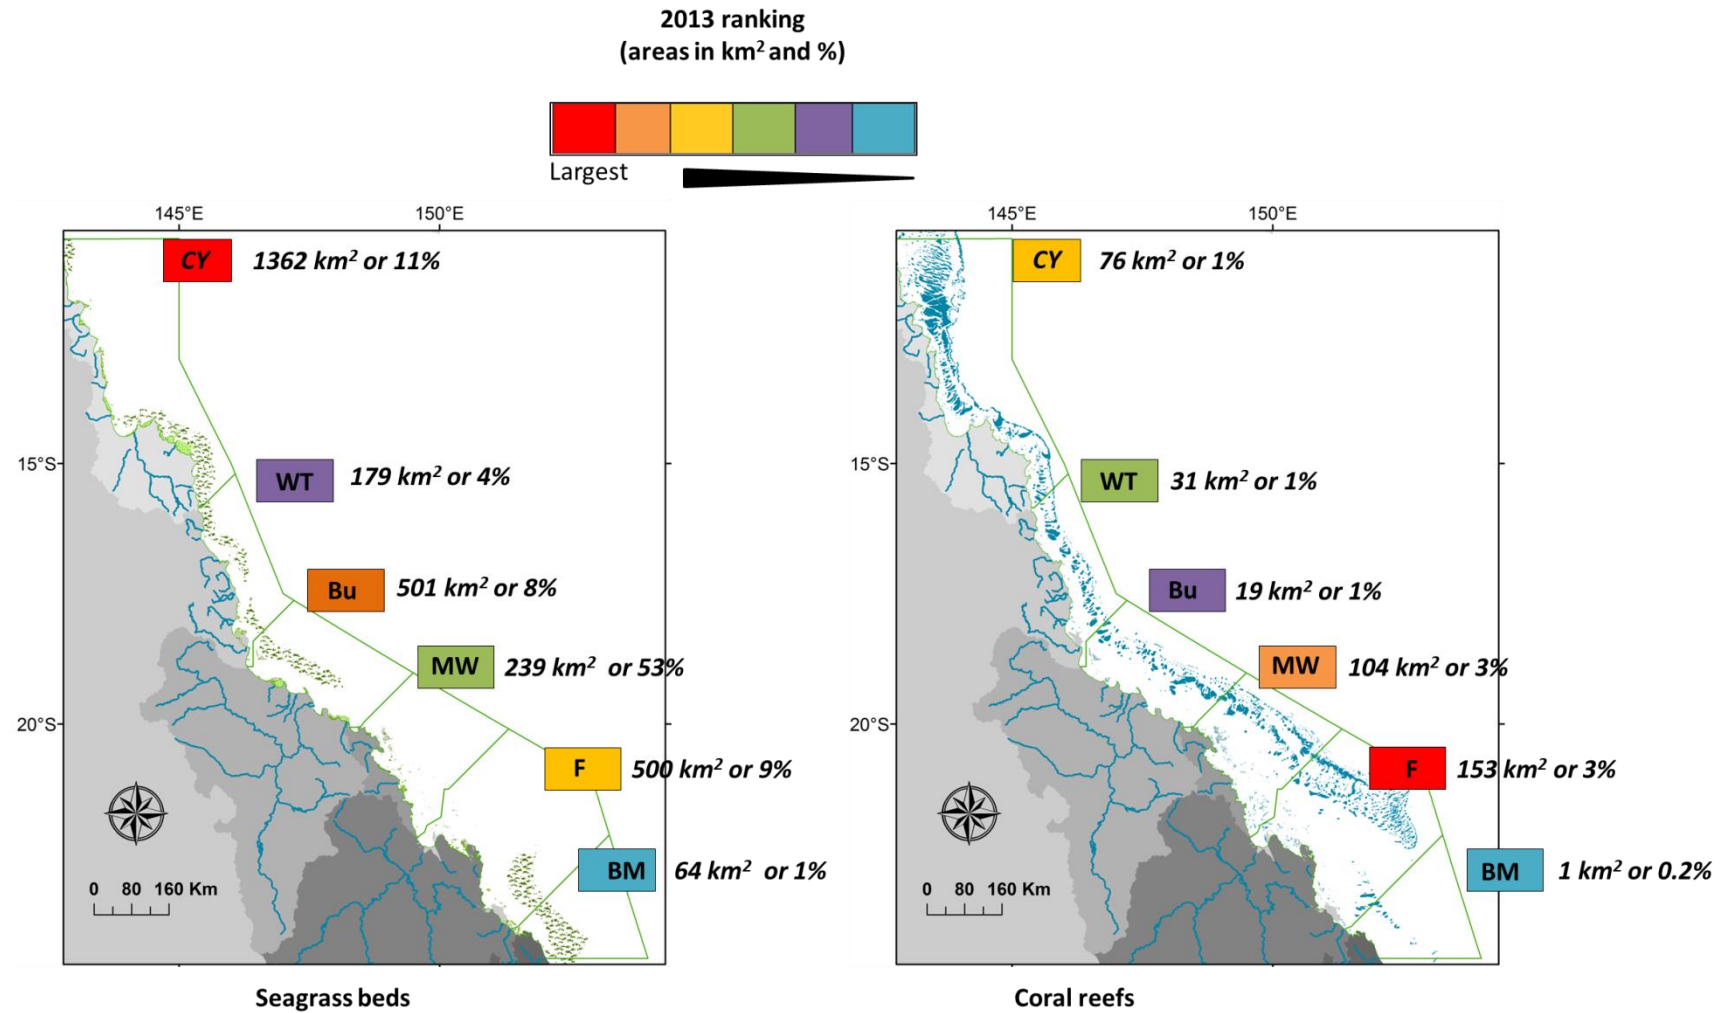 2013 ranking
(areas in km² and %)
Largest
145°E 150°E
CY 1362 km² or 11%
15°S
WT 179 km² or 4%
Bu 501 km² or 8%
MW 239 km² or 53%
20°S
F 500 km² or 9%
BM 64 km² or 1%
0 80 160 Km
Seagrass beds
145°E 150°E
CY 76 km² or 1%
15°S
WT 31 km² or 1%
Bu 19 km² or 1%
MW 104 km² or 3%
20°S
F 153 km² or 3%
BM 1 km² or 0.2%
0 80 160 Km
Coral reefs